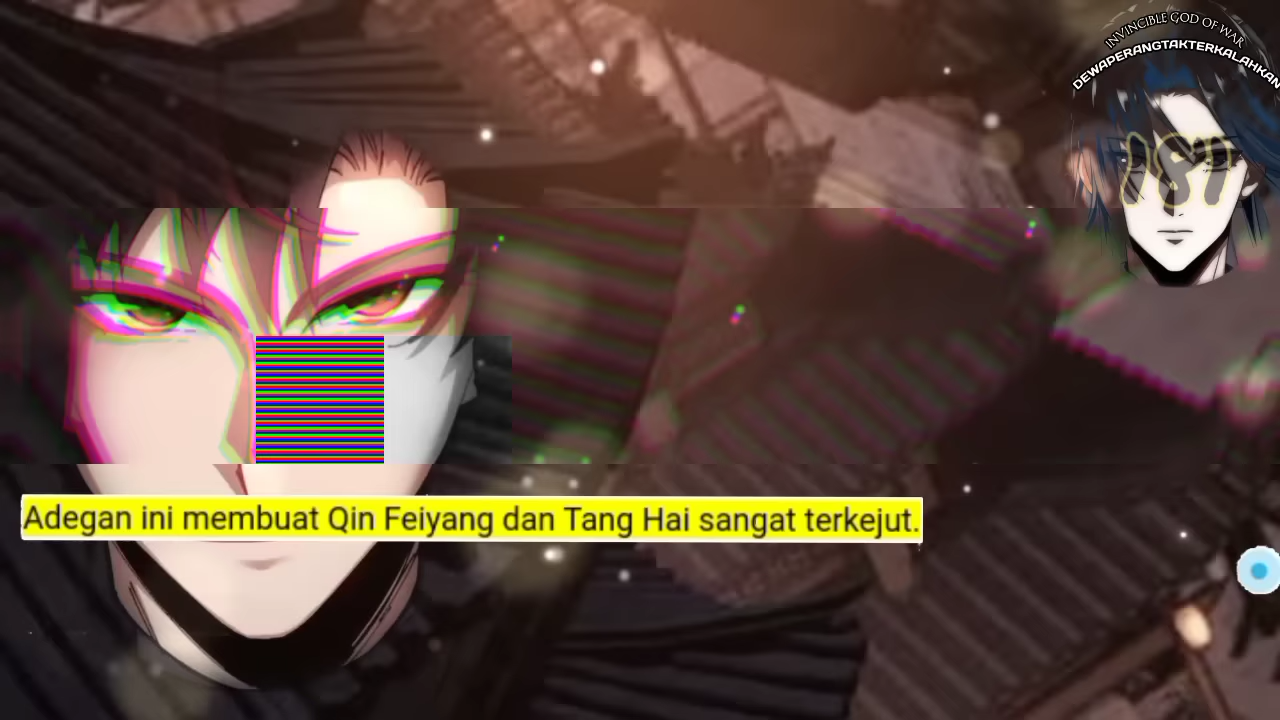 INVINCIBLE GOD OF WAR
DEWAPERANGTAKTERKALAHKAN
Adegan ini membuat Qin Feiyang dan Tang Hai sangat terkejut.